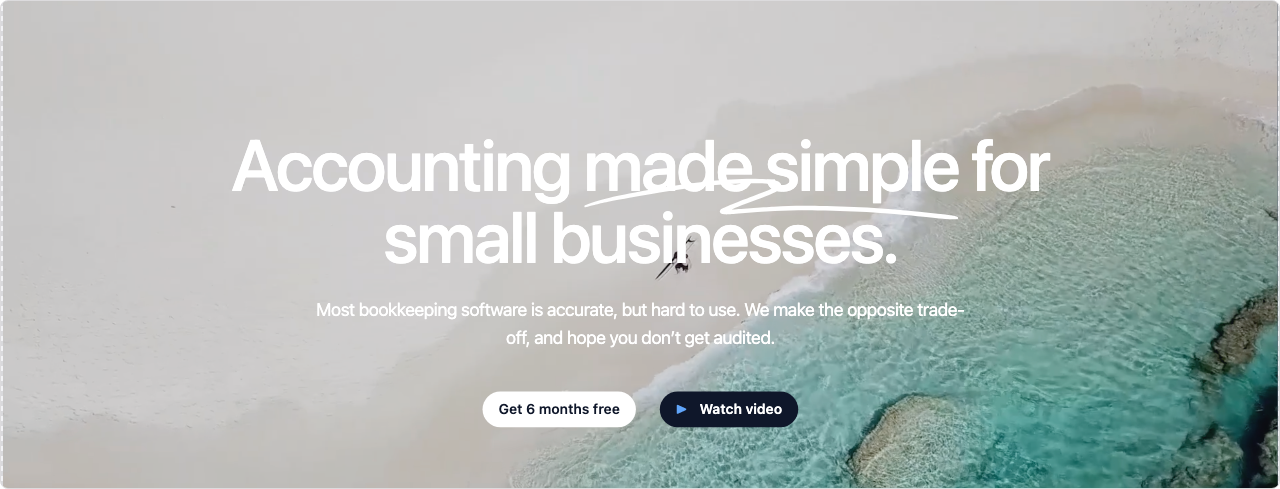 Accounting made simple for
small businesses.
Most bookkeeping software is accurate, but hard to use. We make the opposite trade-
off, and hope you don’t get audited.
Get 6 months free
Watch video